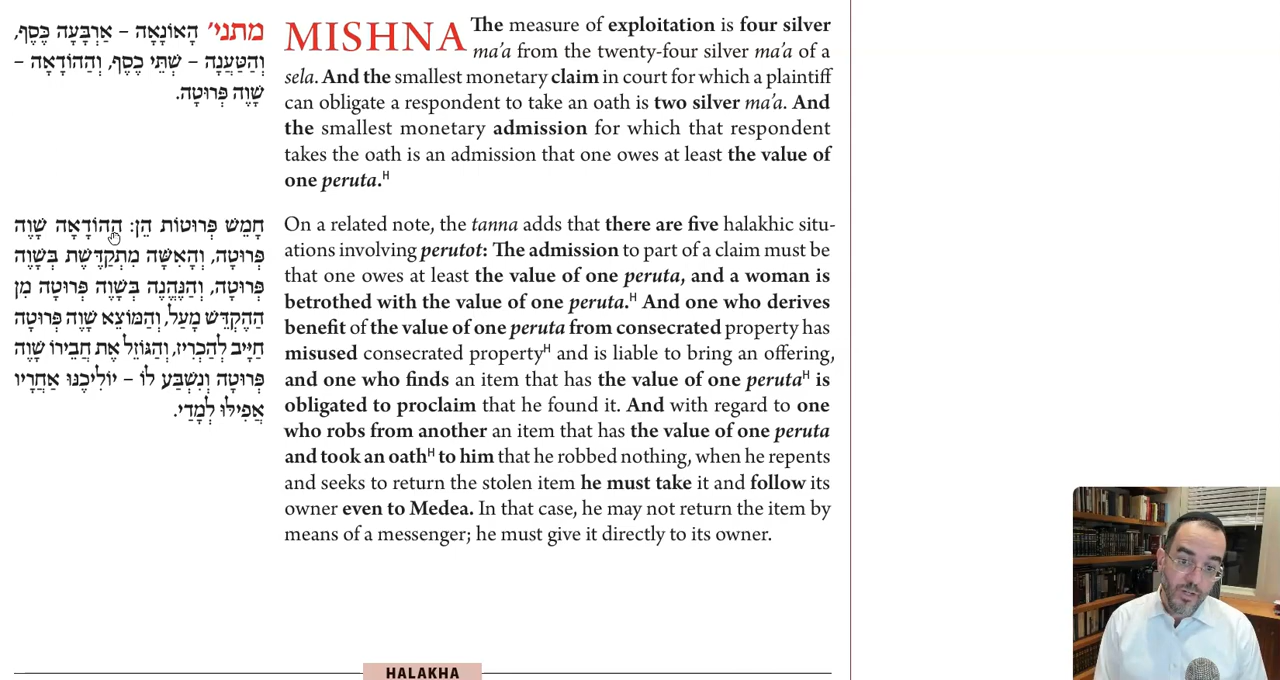 מתני׳ הָאוֹנָאָה – אַרְבָּעָה כֶּסֶף,
וְהַטַּעֲנָה – שְׁתֵּי כֶסֶף, וְהַהוֹדָאָה –
שָׁוֶה פְּרוּטָה.
MISHNA The measure of exploitation is four silver
ma’a from the twenty-four silver ma’a of a
sela. And the smallest monetary claim in court for which a plaintiff
can obligate a respondent to take an oath is two silver ma’a. And
the smallest monetary admission for which that respondent
takes the oath is an admission that one owes at least the value of
one peruta.H
חָמֵשׁ פְּרוּטוֹת הֵן: הַהוֹדָאָה שָׁוֶה
פְּרוּטָה, וְהָאִשָּׁה מִתְקַדֶּשֶׁת בְּשָׁוֶה
פְּרוּטָה, וְהַנֶּהֱנֶה בְּשָׁוֶה פְּרוּטָה מִן
הַהֶקְדֵּשׁ מָעַל, וְהַמּוֹצֵא שָׁוֶה פְּרוּטָה
חַיָּיב לְהַכְרִיז, וְהַגּוֹזֵל אֶת חֲבֵירוֹ שָׁוֶה
פְּרוּטָה וְנִשְׁבַּע לוֹ – יוֹלִיכֶנּוּ אַחֲרָיו
אֲפִילּוּ לְמָדַי.
On a related note, the tanna adds that there are five halakhic situ-
ations involving perutot: The admission to part of a claim must be
that one owes at least the value of one peruta, and a woman is
betrothed with the value of one peruta.H And one who derives
benefit of the value of one peruta from consecrated property has
misused consecrated propertyH and is liable to bring an offering,
and one who finds an item that has the value of one perutaH is
obligated to proclaim that he found it. And with regard to one
who robs from another an item that has the value of one peruta
and took an oathH to him that he robbed nothing, when he repents
and seeks to return the stolen item he must take it and follow its
owner even to Medea. In that case, he may not return the item by
means of a messenger; he must give it directly to its owner.
HALAKHA